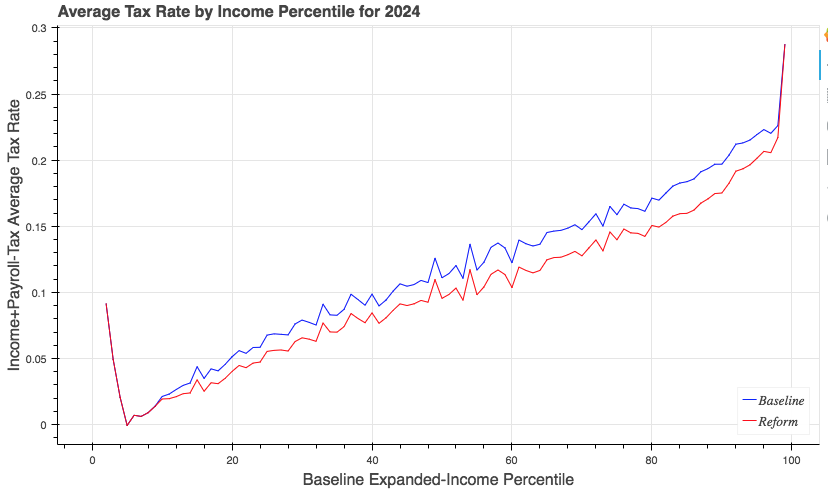 Average Tax Rate by Income Percentile for 2024
Income+Payroll-Tax Average Tax Rate
0.3
0.25
0.2
0.15
0.1
0.05
0
0 20 40 60 80 100
Baseline Expanded-Income Percentile
Baseline
Reform